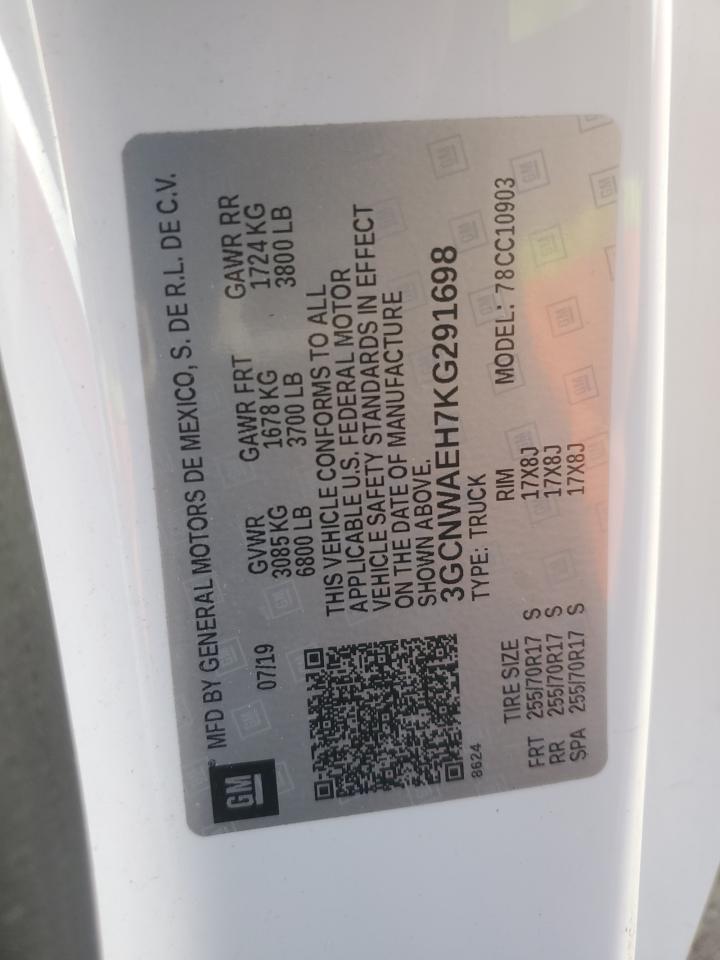 GM® MFD BY GENERAL MOTORS DE MEXICO, S. DE R.L. DE C.V.
07/19 GVWR GAWR FRT GAWR RR
3085 KG 1678 KG 1724 KG
6800 LB 3700 LB 3800 LB
THIS VEHICLE CONFORMS TO ALL
APPLICABLE U.S. FEDERAL MOTOR
VEHICLE SAFETY STANDARDS IN EFFECT
ON THE DATE OF MANUFACTURE
SHOWN ABOVE.
3GCNWAEH7KG291698
8624 TYPE: TRUCK MODEL: 78CC10903
TIRE SIZE RIM
FRT 255/70R17 S 17X8J
RR 255/70R17 S 17X8J
SPA 255/70R17 S 17X8J